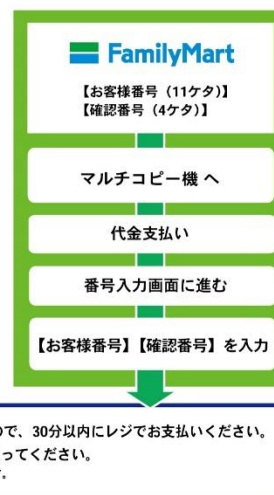 FamilyMart
【お客様番号（11ケタ）】
【確認番号（4ケタ）】
マルチコピー機 へ
代金支払い
番号入力画面に進む
【お客様番号】【確認番号】を入力
ので、30分以内にレジでお支払いください。
ってください。
す。